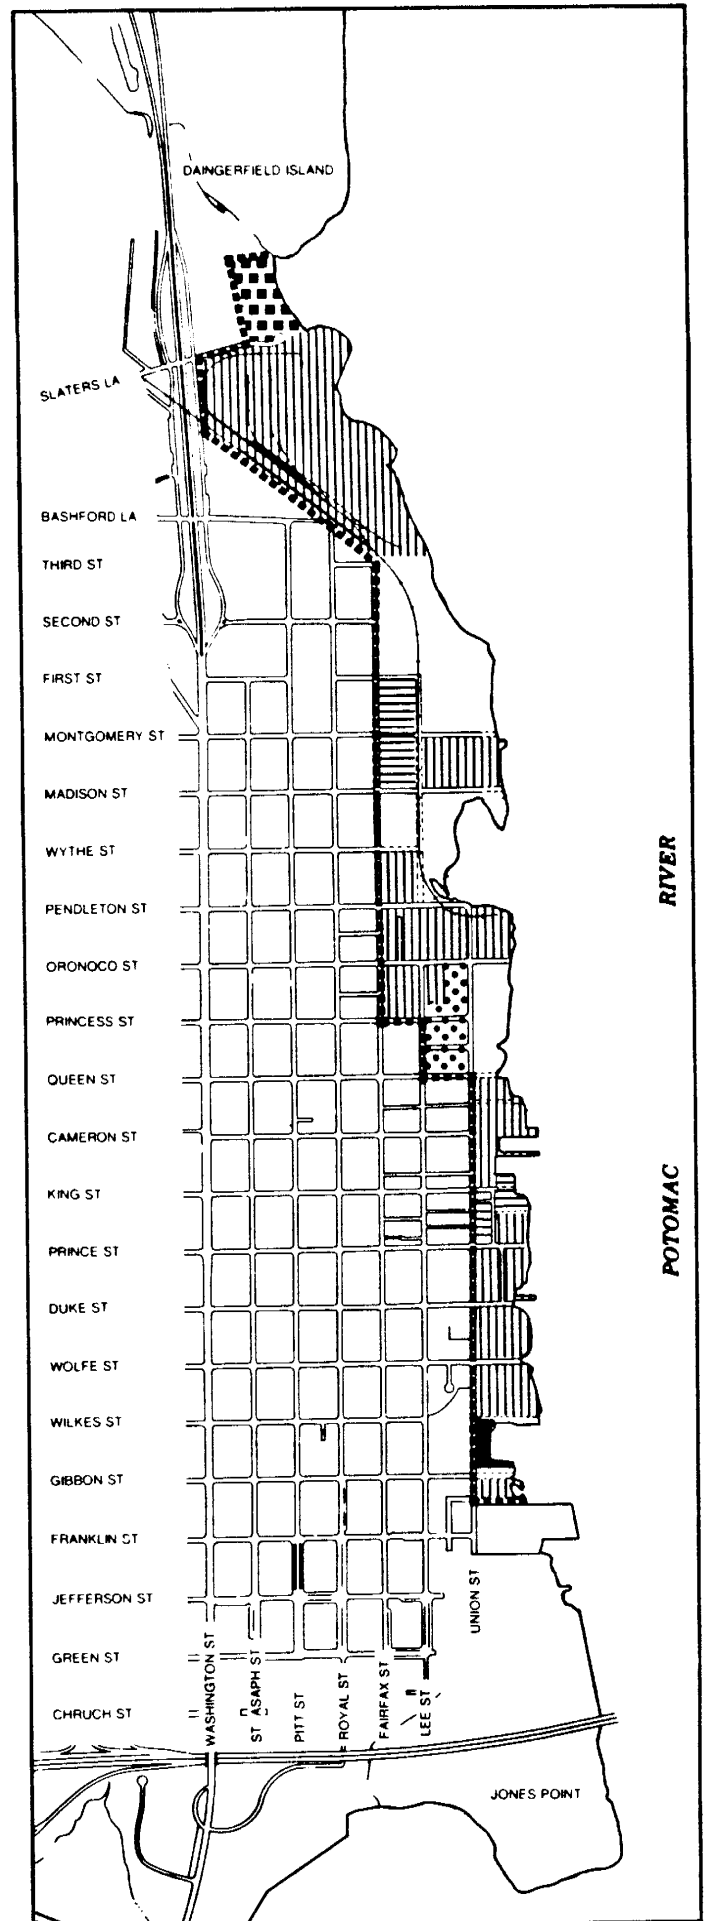 DAINGERFIELD ISLAND
SLATERS LA
BASHFORD LA
THIRD ST
SECOND ST
FIRST ST
MONTGOMERY ST
MADISON ST
WYTHE ST
RIVER
PENDLETON ST
ORONOCO ST
PRINCESS ST
QUEEN ST
CAMERON ST
KING ST
POTOMAC
PRINCE ST
DUKE ST
WOLFE ST
WILKES ST
GIBBON ST
FRANKLIN ST
JEFFERSON ST
UNION ST
GREEN ST
CHRUCH ST
WASHINGTON ST
ST ASAPH ST
PITT ST
ROYAL ST
FAIRFAX ST
LEE ST
JONES POINT